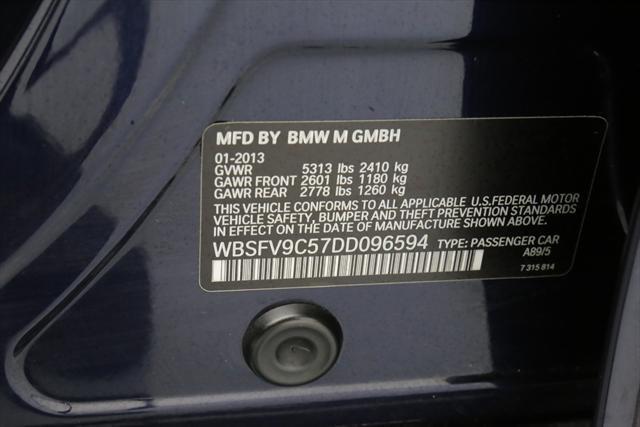 MFD BY BMW M GMBH
01-2013
GVWR 5313 lbs 2410 kg
GAWR FRONT 2601 lbs 1180 kg
GAWR REAR 2778 lbs 1260 kg
THIS VEHICLE CONFORMS TO ALL APPLICABLE U.S.FEDERAL MOTOR
VEHICLE SAFETY, BUMPER AND THEFT PREVENTION STANDARDS
IN EFFECT ON THE DATE OF MANUFACTURE SHOWN ABOVE.
WBSFV9C57DD096594 TYPE: PASSENGER CAR
A89/5
7 315 814